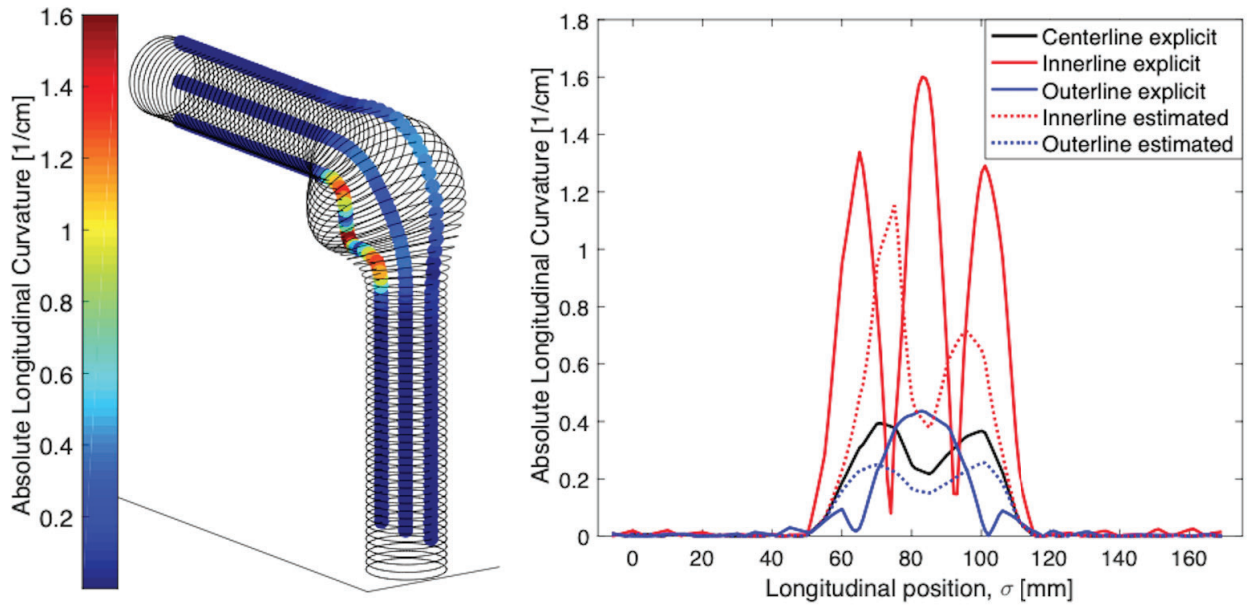 Absolute Longitudinal Curvature [1/cm]
1.6
1.4
1.2
1
0.8
0.6
0.4
0.2
Absolute Longitudinal Curvature [1/cm]
1.8
1.6
1.4
1.2
1
0.8
0.6
0.4
0.2
0
0 20 40 60 80 100 120 140 160
Longitudinal position, σ [mm]
Centerline explicit
Innerline explicit
Outerline explicit
Innerline estimated
Outerline estimated